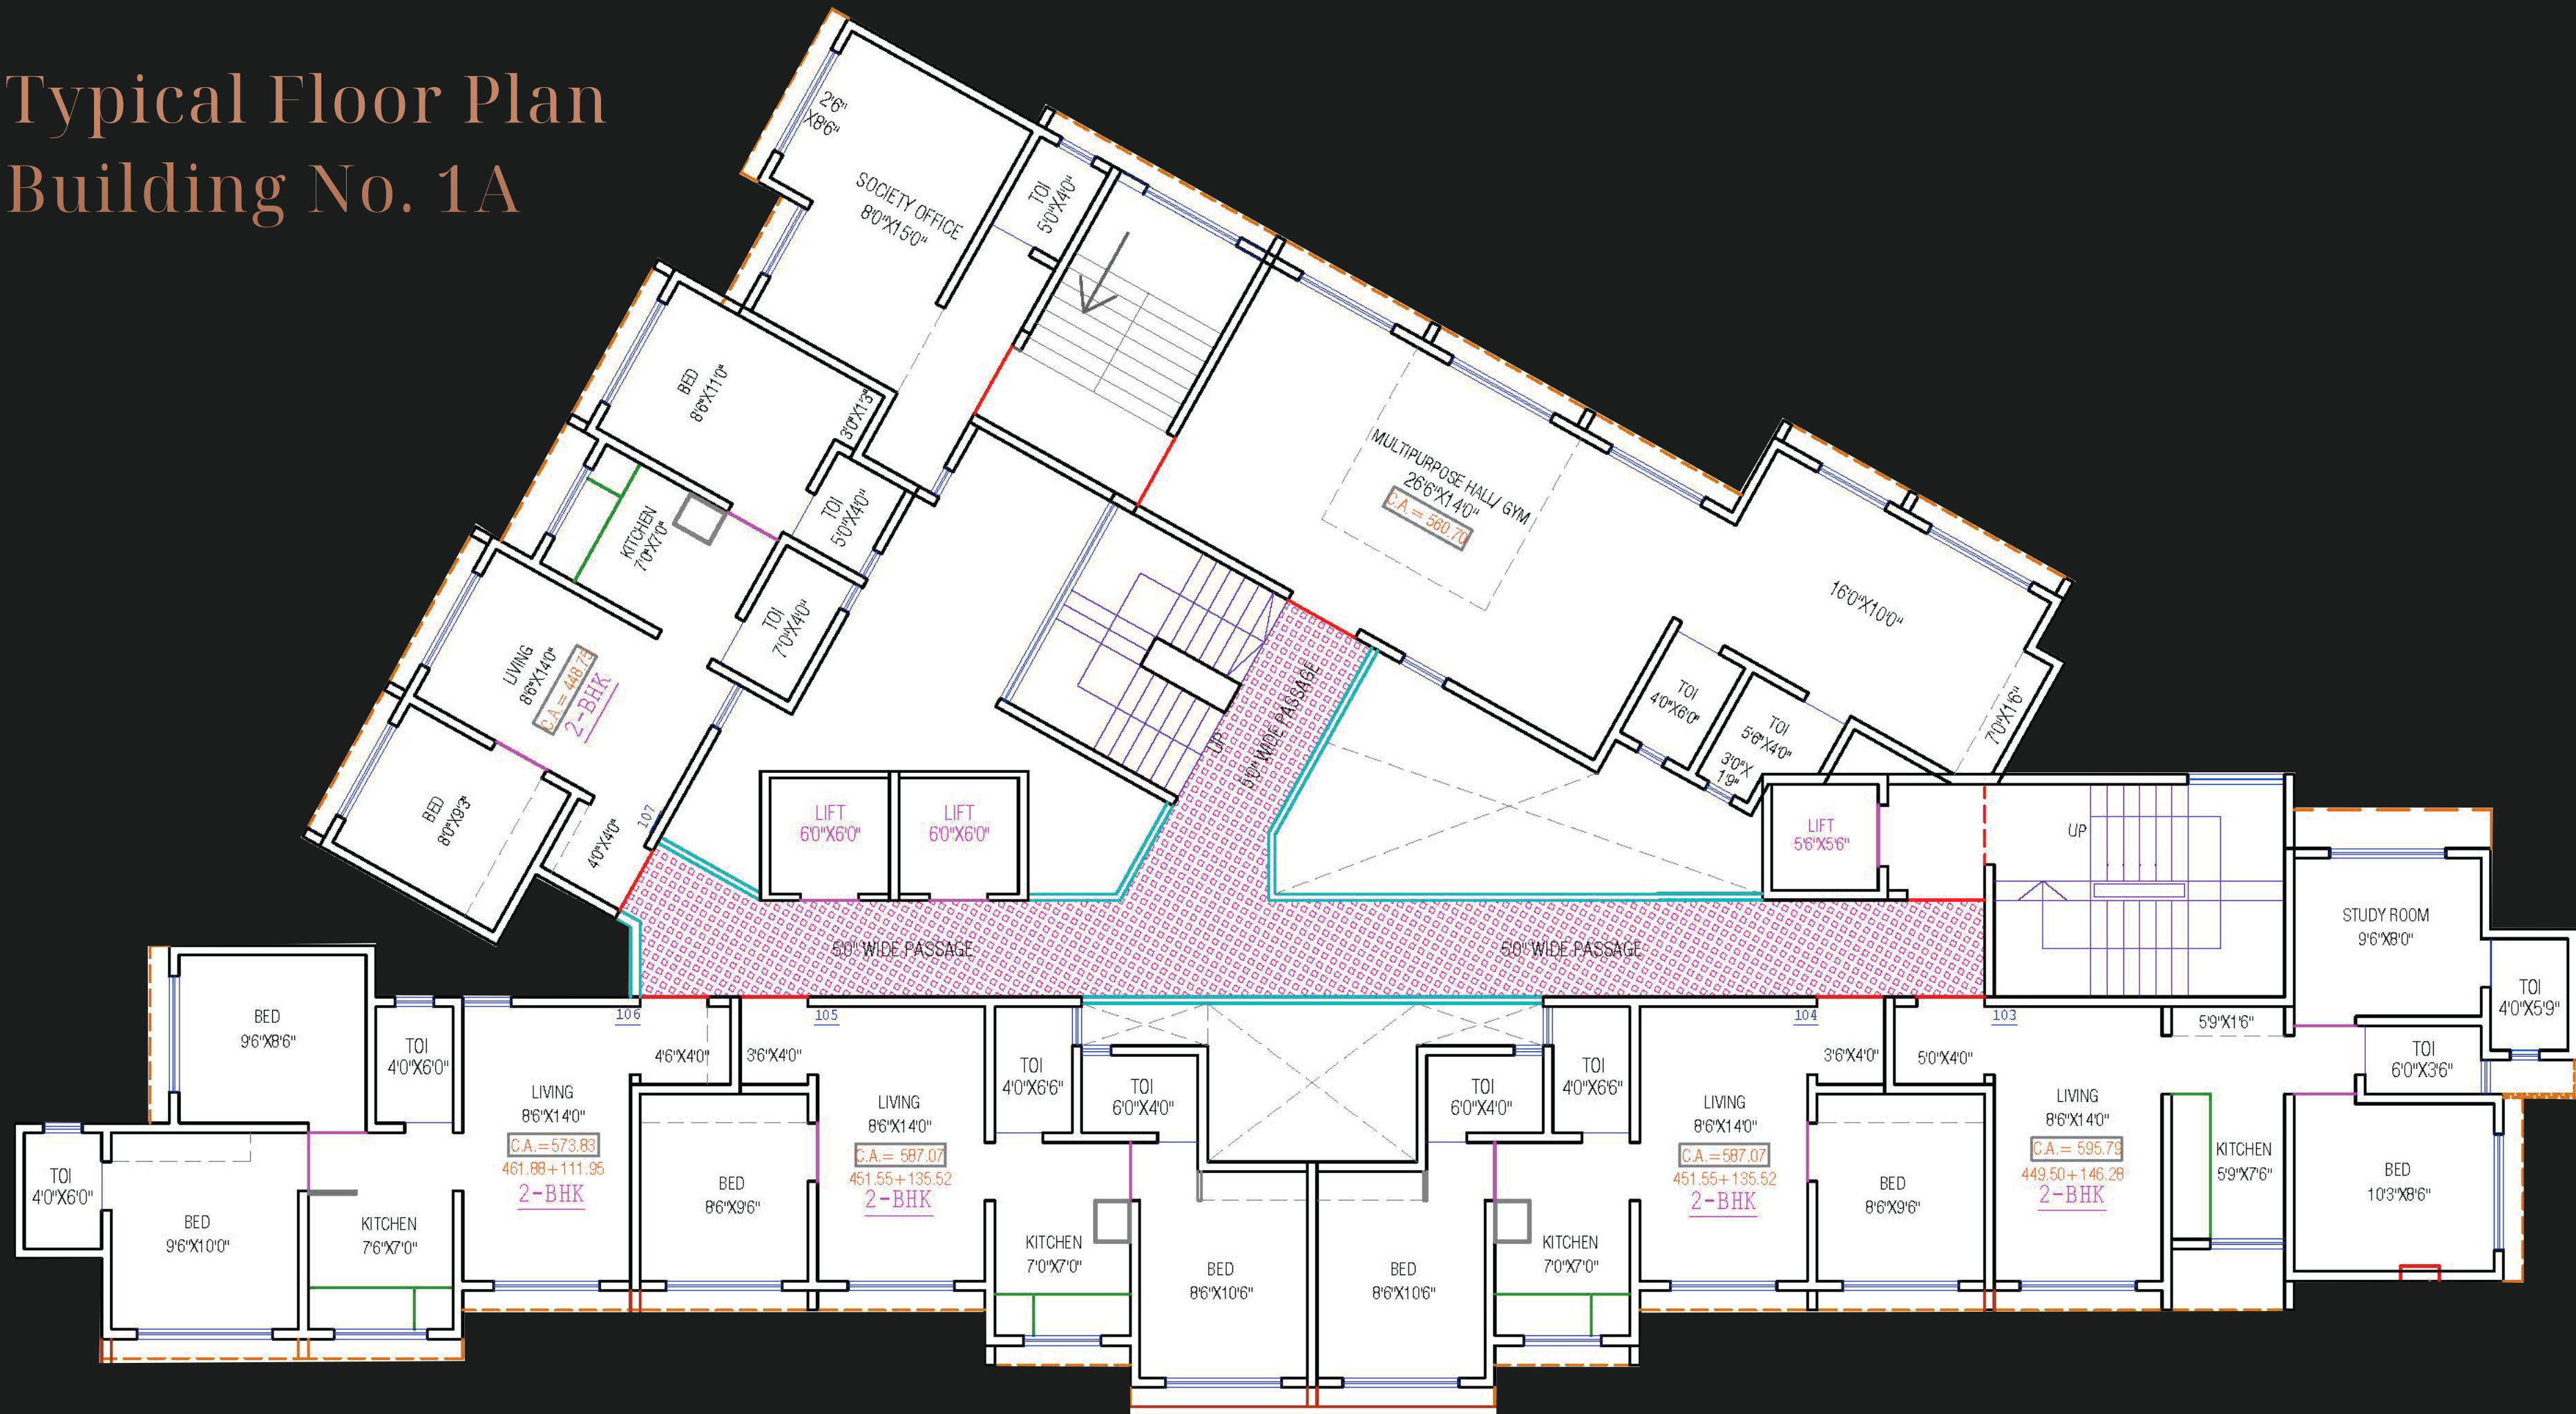 Typical Floor Plan
Building No. 1A
2'6"
X8'6"
SOCIETY OFFICE
8'0"X15'0"
TOI
5'0"X4'0"
BED
8'6"X11'0"
3'0"X1'3"
KITCHEN
7'0"X7'0"
TOI
5'0"X4'0"
TOI
7'0"X4'0"
LIVING
8'6"X14'0"
C.A.= 448.75
2-BHK
BED
8'0"X9'3"
4'0"X4'0"
107
MULTIPURPOSE HALL/ GYM
26'6"X14'0"
C.A.= 560.70
16'0"X10'0"
TOI
4'0"X6'0"
TOI
5'6"X4'0"
3'0"X
1'9"
7'0"X1'6"
UP
5'0" WIDE PASSAGE
LIFT
6'0"X6'0"
LIFT
6'0"X6'0"
LIFT
5'6"X5'6"
UP
5'0" WIDE PASSAGE
5'0" WIDE PASSAGE
STUDY ROOM
9'6"X8'0"
TOI
4'0"X5'9"
BED
9'6"X8'6"
TOI
4'0"X6'0"
106
4'6"X4'0"
LIVING
8'6"X14'0"
C.A.=573.83
461.88+111.95
2-BHK
TOI
4'0"X6'0"
BED
9'6"X10'0"
KITCHEN
7'6"X7'0"
105
3'6"X4'0"
BED
8'6"X9'6"
LIVING
8'6"X14'0"
C.A.= 587.07
451.55+135.52
2-BHK
TOI
4'0"X6'6"
TOI
6'0"X4'0"
KITCHEN
7'0"X7'0"
BED
8'6"X10'6"
TOI
6'0"X4'0"
TOI
4'0"X6'6"
BED
8'6"X10'6"
KITCHEN
7'0"X7'0"
104
3'6"X4'0"
LIVING
8'6"X14'0"
C.A.=587.07
451.55+135.52
2-BHK
BED
8'6"X9'6"
103
5'0"X4'0"
LIVING
8'6"X14'0"
C.A.= 595.79
449.50+146.28
2-BHK
5'9"X1'6"
KITCHEN
5'9"X7'6"
TOI
6'0"X3'6"
BED
10'3"X8'6"